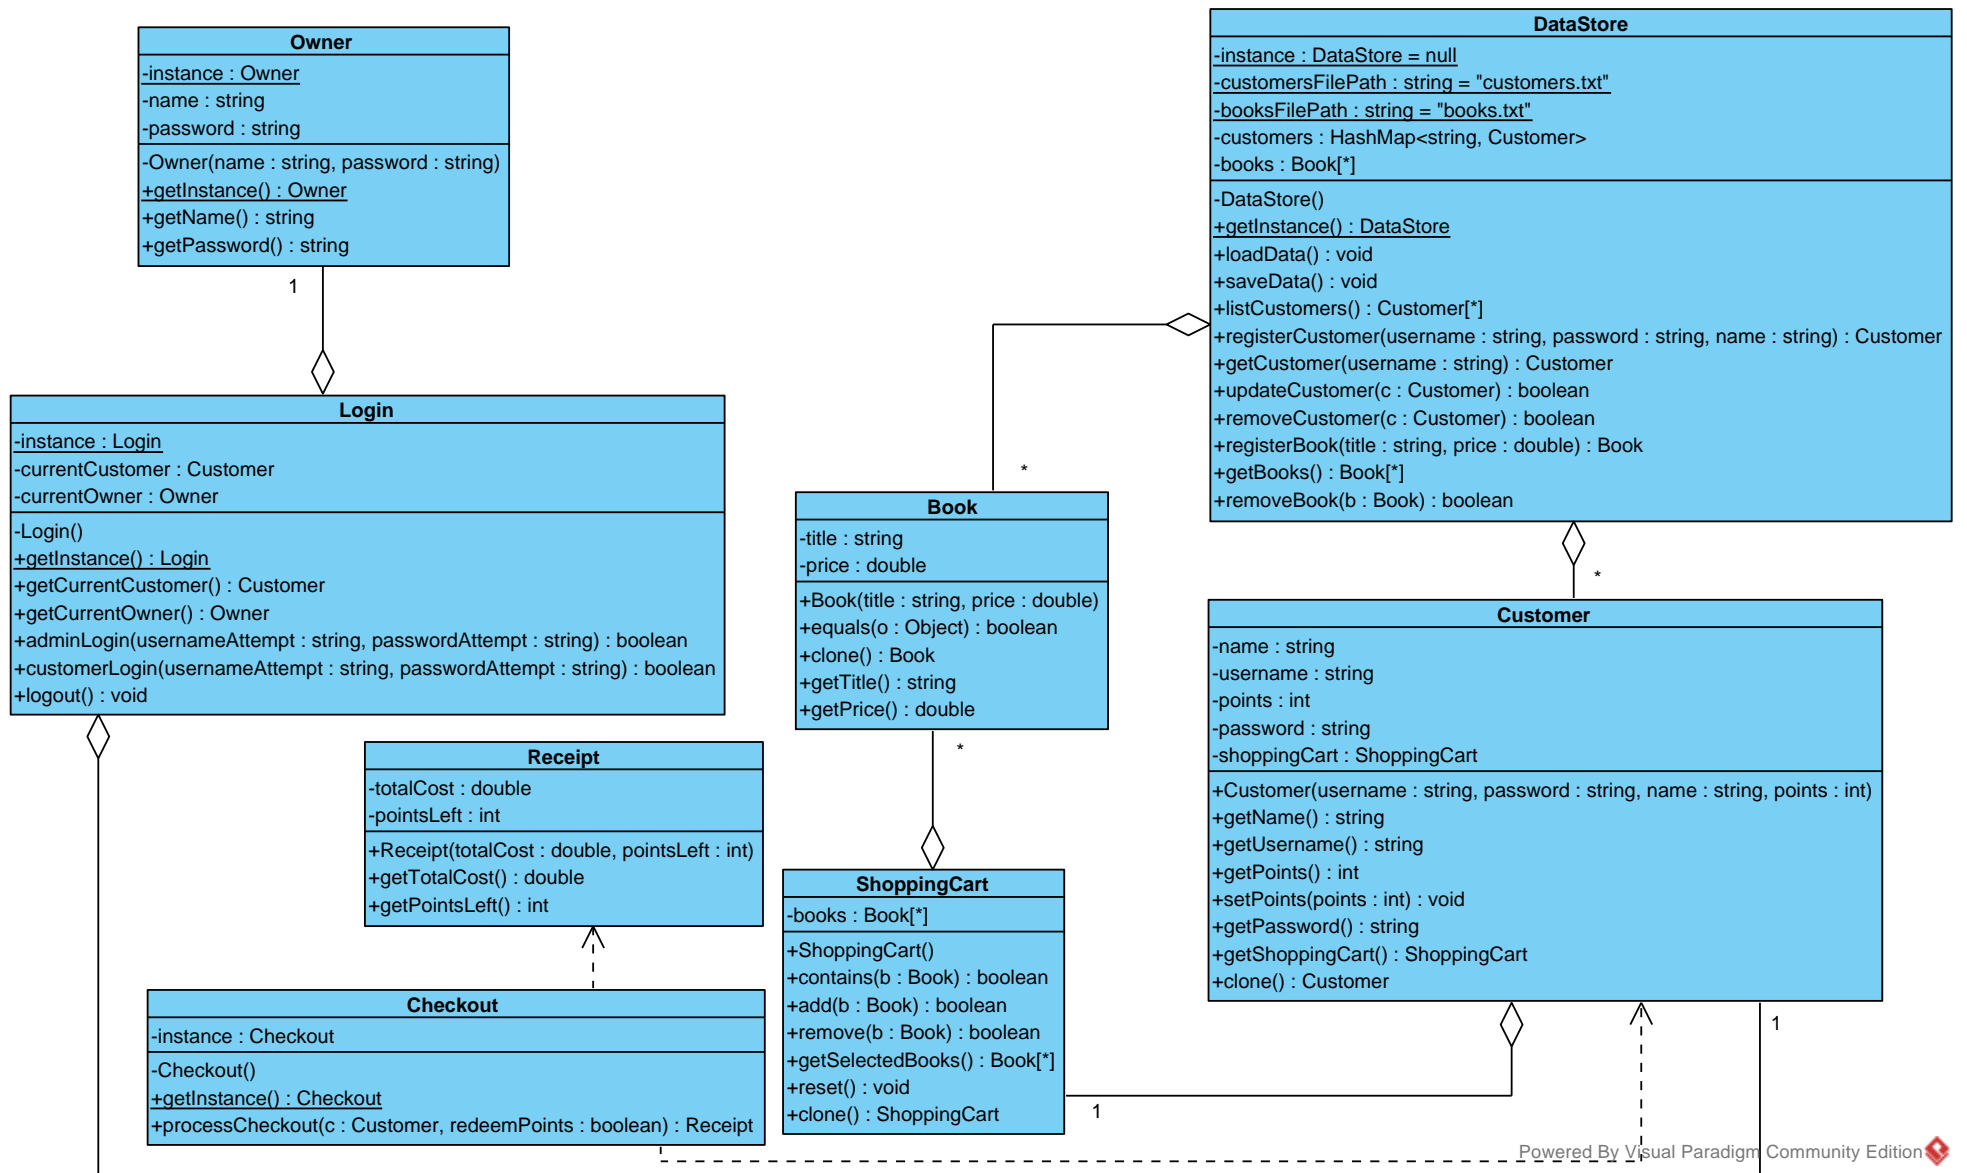 Owner
-instance : Owner
-name : string
-password : string
-Owner(name : string, password : string)
+getInstance() : Owner
+getName() : string
+getPassword() : string
1
Login
-instance : Login
-currentCustomer : Customer
-currentOwner : Owner
-Login()
+getInstance() : Login
+getCurrentCustomer() : Customer
+getCurrentOwner() : Owner
+adminLogin(usernameAttempt : string, passwordAttempt : string) : boolean
+customerLogin(usernameAttempt : string, passwordAttempt : string) : boolean
+logout() : void
DataStore
-instance : DataStore = null
-customersFilePath : string = "customers.txt"
-booksFilePath : string = "books.txt"
-customers : HashMap<string, Customer>
-books : Book[*]
-DataStore()
+getInstance() : DataStore
+loadData() : void
+saveData() : void
+listCustomers() : Customer[*]
+registerCustomer(username : string, password : string, name : string) : Customer
+getCustomer(username : string) : Customer
+updateCustomer(c : Customer) : boolean
+removeCustomer(c : Customer) : boolean
+registerBook(title : string, price : double) : Book
+getBooks() : Book[*]
+removeBook(b : Book) : boolean
*
Book
-title : string
-price : double
+Book(title : string, price : double)
+equals(o : Object) : boolean
+clone() : Book
+getTitle() : string
+getPrice() : double
*
*
Customer
-name : string
-username : string
-points : int
-password : string
-shoppingCart : ShoppingCart
+Customer(username : string, password : string, name : string, points : int)
+getName() : string
+getUsername() : string
+getPoints() : int
+setPoints(points : int) : void
+getPassword() : string
+getShoppingCart() : ShoppingCart
+clone() : Customer
1
Receipt
-totalCost : double
-pointsLeft : int
+Receipt(totalCost : double, pointsLeft : int)
+getTotalCost() : double
+getPointsLeft() : int
ShoppingCart
-books : Book[*]
+ShoppingCart()
+contains(b : Book) : boolean
+add(b : Book) : boolean
+remove(b : Book) : boolean
+getSelectedBooks() : Book[*]
+reset() : void
+clone() : ShoppingCart
1
Checkout
-instance : Checkout
-Checkout()
+getInstance() : Checkout
+processCheckout(c : Customer, redeemPoints : boolean) : Receipt
Powered By Visual Paradigm Community Edition